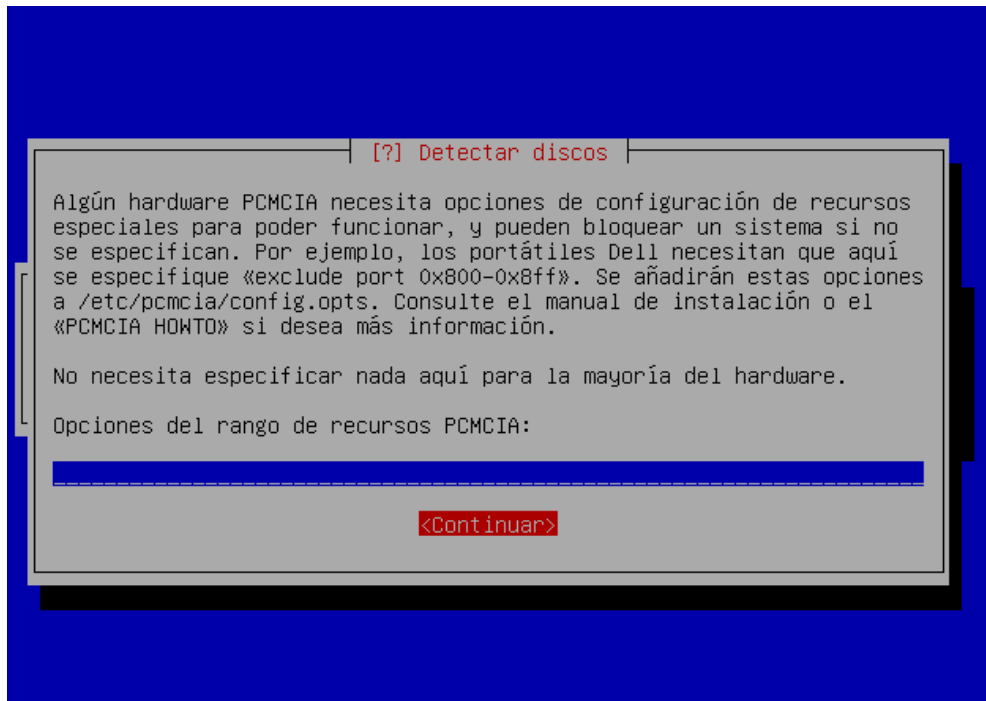 [?] Detectar discos
Algún hardware PCMCIA necesita opciones de configuración de recursos
especiales para poder funcionar, y pueden bloquear un sistema si no
se especifican. Por ejemplo, los portátiles Dell necesitan que aquí
se especifique «exclude port 0x800-0x8ff». Se añadirán estas opciones
a /etc/pcmcia/config.opts. Consulte el manual de instalación o el
«PCMCIA HOWTO» si desea más información.
No necesita especificar nada aquí para la mayoría del hardware.
Opciones del rango de recursos PCMCIA:
<Continuar>